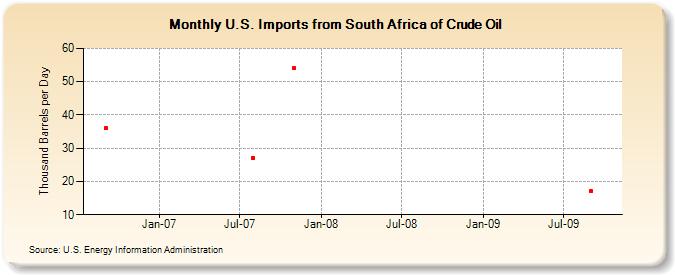 Monthly U.S. Imports from South Africa of Crude Oil
Thousand Barrels per Day
60
50
40
30
20
10
Jan-07
Jul-07
Jan-08
Jul-08
Jan-09
Jul-09
Source: U.S. Energy Information Administration